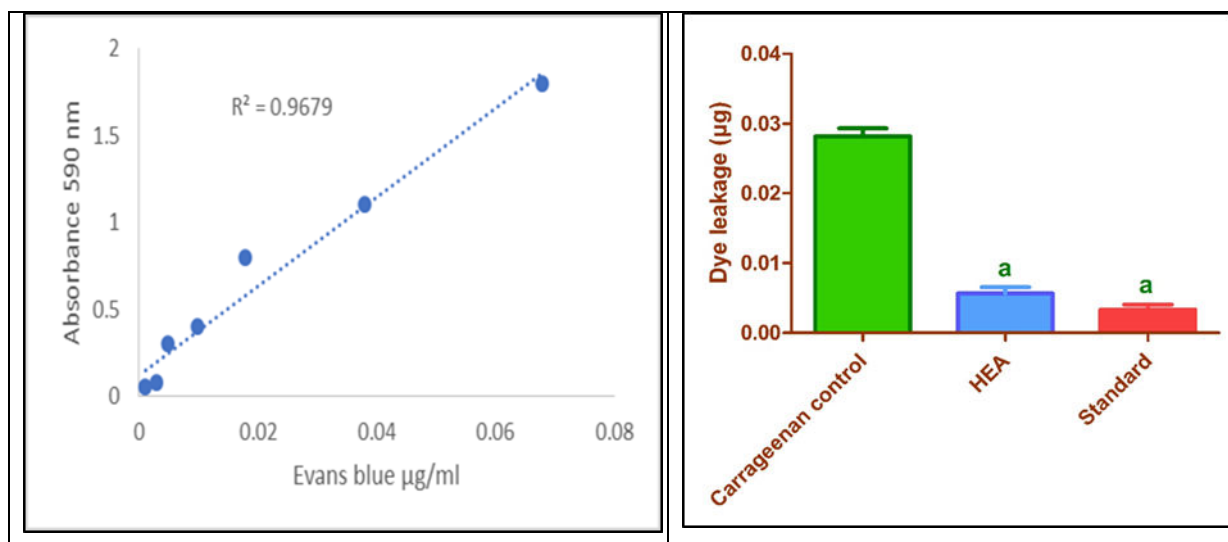 2
1.5
1
0.5
0
R² = 0.9679
Absorbance 590 nm
0 0.02 0.04 0.06 0.08
Evans blue µg/ml
0.04
0.03
0.02
0.01
0.00
Dye leakage (µg)
a a
Carrageenan control HEA Standard